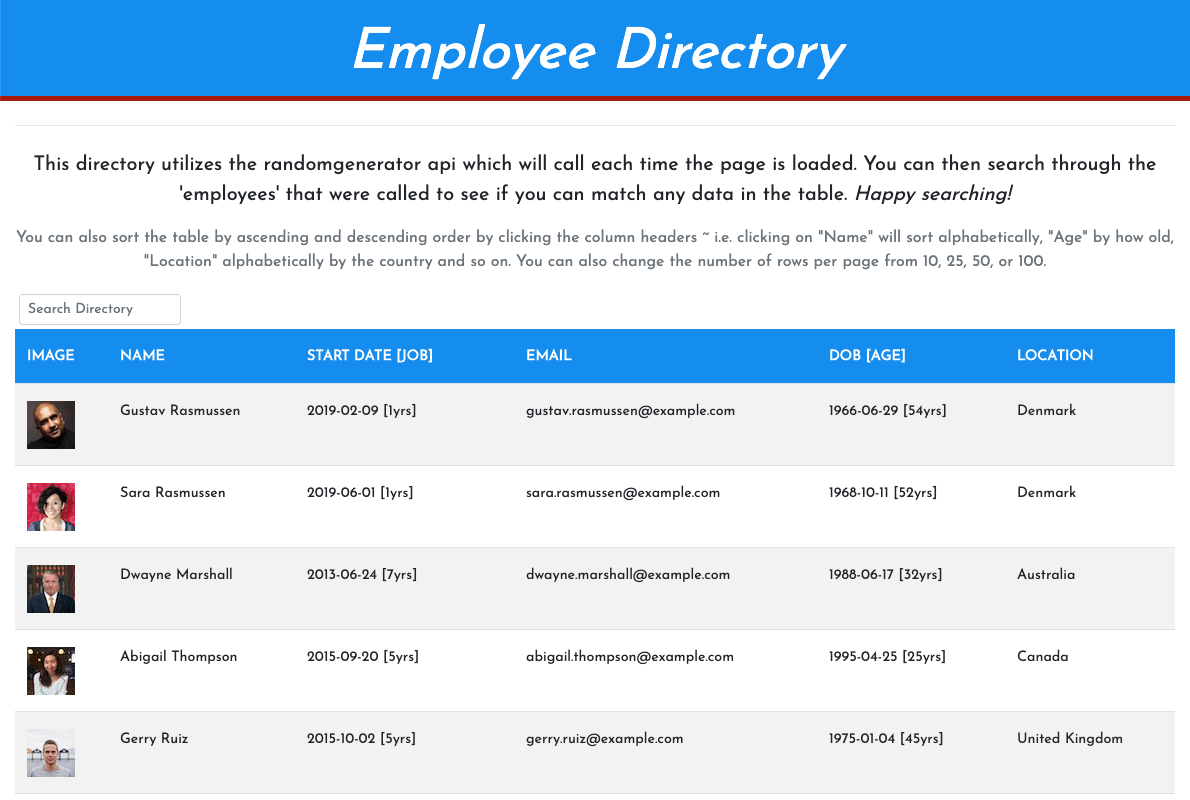 Employee Directory
This directory utilizes the randomgenerator api which will call each time the page is loaded. You can then search through the
'employees' that were called to see if you can match any data in the table. Happy searching!
You can also sort the table by ascending and descending order by clicking the column headers ~ i.e. clicking on "Name" will sort alphabetically, "Age" by how old,
"Location" alphabetically by the country and so on. You can also change the number of rows per page from 10, 25, 50, or 100.
Search Directory
IMAGE NAME START DATE [JOB] EMAIL DOB [AGE] LOCATION
Gustav Rasmussen 2019-02-09 [1yrs] gustav.rasmussen@example.com 1966-06-29 [54yrs] Denmark
Sara Rasmussen 2019-06-01 [1yrs] sara.rasmussen@example.com 1968-10-11 [52yrs] Denmark
Dwayne Marshall 2013-06-24 [7yrs] dwayne.marshall@example.com 1988-06-17 [32yrs] Australia
Abigail Thompson 2015-09-20 [5yrs] abigail.thompson@example.com 1995-04-25 [25yrs] Canada
Gerry Ruiz 2015-10-02 [5yrs] gerry.ruiz@example.com 1975-01-04 [45yrs] United Kingdom